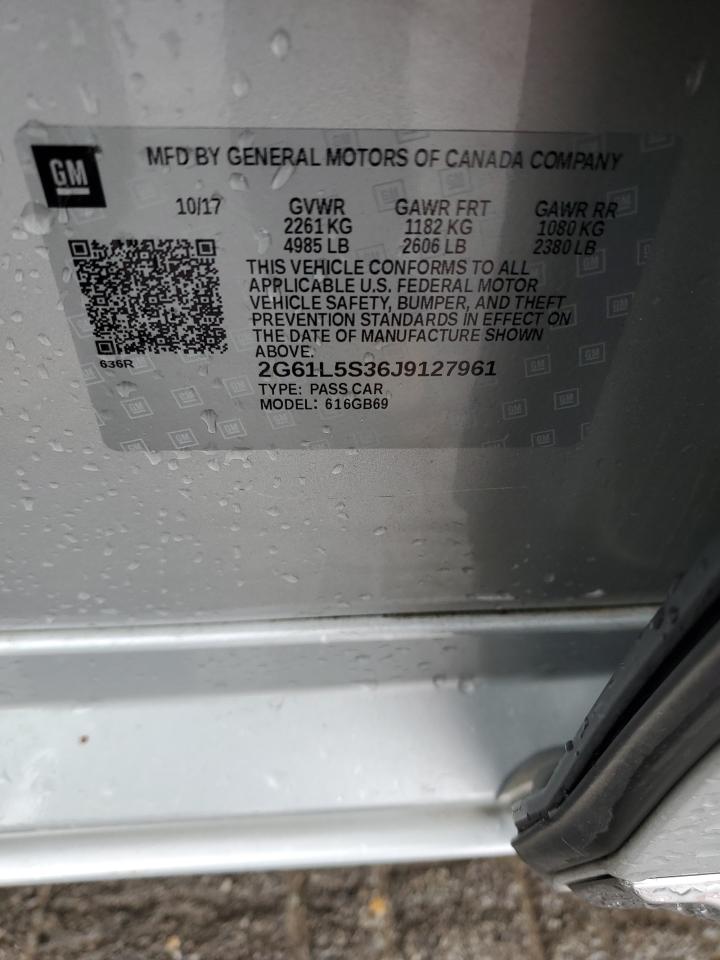 GM
MFD BY GENERAL MOTORS OF CANADA COMPANY
10/17 GVWR GAWR FRT GAWR RR
2261 KG 1182 KG 1080 KG
4985 LB 2606 LB 2380 LB
THIS VEHICLE CONFORMS TO ALL
APPLICABLE U.S. FEDERAL MOTOR
VEHICLE SAFETY, BUMPER, AND THEFT
PREVENTION STANDARDS IN EFFECT ON
THE DATE OF MANUFACTURE SHOWN
ABOVE.
636R
2G61L5S36J9127961
TYPE: PASS CAR
MODEL: 616GB69